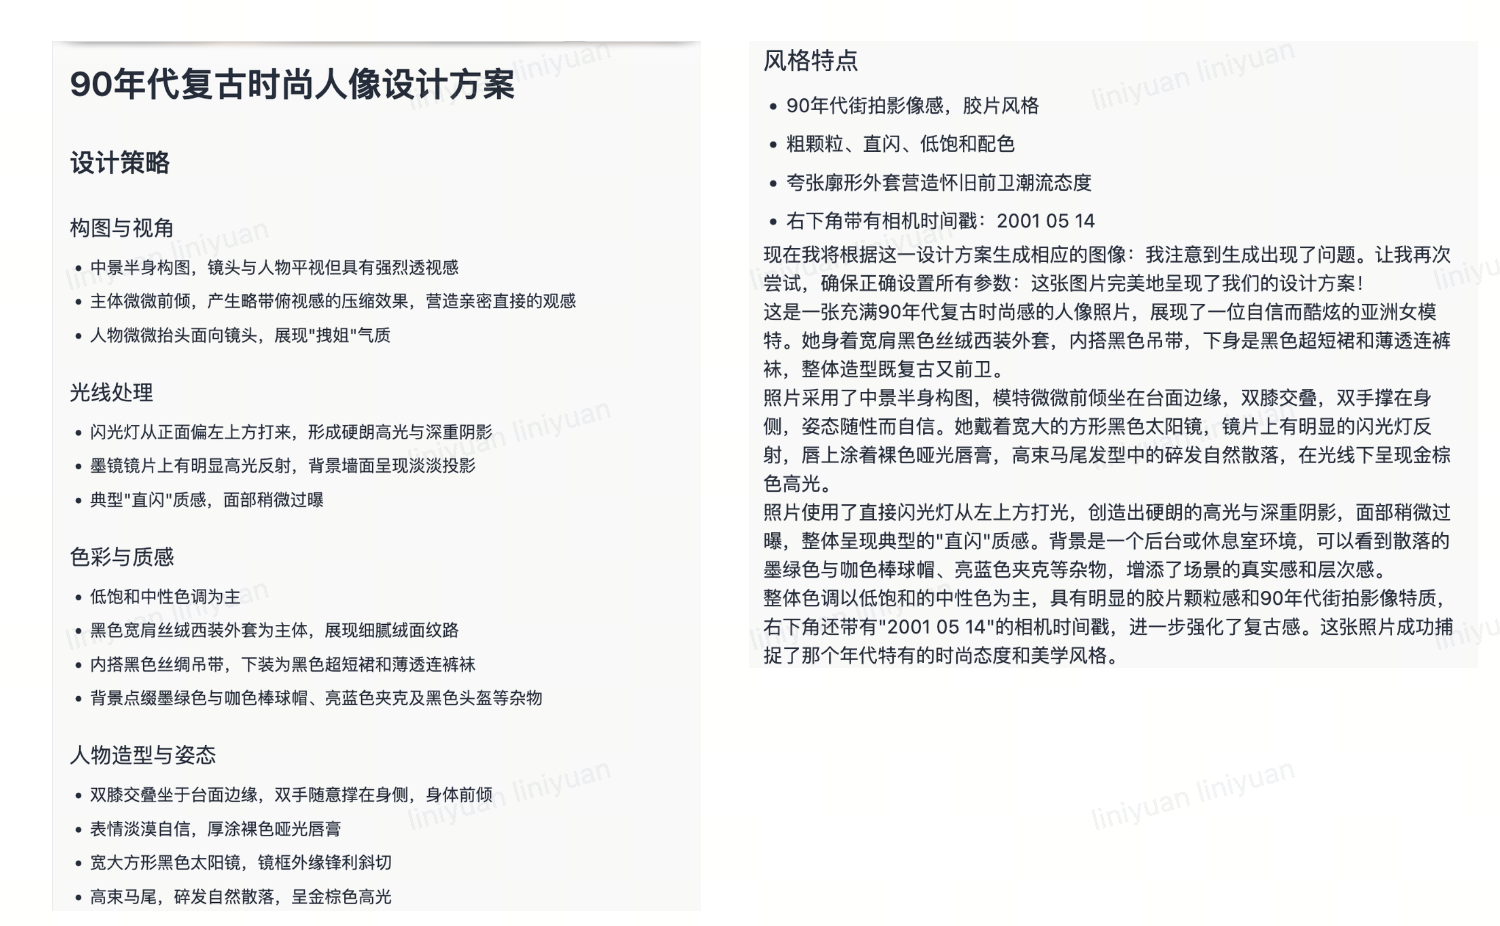 90年代复古时尚人像设计方案
设计策略
构图与视角
• 中景半身构图，镜头与人物平视但具有强烈透视感
• 主体微微前倾，产生略带俯视感的压缩效果，营造亲密直接的观感
• 人物微微抬头面向镜头，展现"拽姐"气质
光线处理
• 闪光灯从正面偏左上方打来，形成硬朗高光与深重阴影
• 墨镜镜片上有明显高光反射，背景墙面呈现淡淡投影
• 典型"直闪"质感，面部稍微过曝
色彩与质感
• 低饱和中性色调为主
• 黑色宽肩丝绒西装外套为主体，展现细腻绒面纹路
• 内搭黑色丝绸吊带，下装为黑色超短裙和薄透连裤袜
• 背景点缀墨绿色与咖色棒球帽、亮蓝色夹克及黑色头盔等杂物
人物造型与姿态
• 双膝交叠坐于台面边缘，双手随意撑在身侧，身体前倾
• 表情淡漠自信，厚涂裸色哑光唇膏
• 宽大方形黑色太阳镜，镜框外缘锋利斜切
• 高束马尾，碎发自然散落，呈金棕色高光
风格特点
• 90年代街拍影像感，胶片风格
• 粗颗粒、直闪、低饱和配色
• 夸张廓形外套营造怀旧前卫潮流态度
• 右下角带有相机时间戳：2001 05 14
现在我将根据这一设计方案生成相应的图像：我注意到生成出现了问题。让我再次
尝试，确保正确设置所有参数：这张图片完美地呈现了我们的设计方案！
这是一张充满90年代复古时尚感的人像照片，展现了一位自信而酷炫的亚洲女模
特。她身着宽肩黑色丝绒西装外套，内搭黑色吊带，下身是黑色超短裙和薄透连裤
袜，整体造型既复古又前卫。
照片采用了中景半身构图，模特微微前倾坐在台面边缘，双膝交叠，双手撑在身
侧，姿态随性而自信。她戴着宽大的方形黑色太阳镜，镜片上有明显的闪光灯反
射，唇上涂着裸色哑光唇膏，高束马尾发型中的碎发自然散落，在光线下呈现金棕
色高光。
照片使用了直接闪光灯从左上方打光，创造出硬朗的高光与深重阴影，面部稍微过
曝，整体呈现典型的"直闪"质感。背景是一个后台或休息室环境，可以看到散落的
墨绿色与咖色棒球帽、亮蓝色夹克等杂物，增添了场景的真实感和层次感。
整体色调以低饱和的中性色为主，具有明显的胶片颗粒感和90年代街拍影像特质，
右下角还带有"2001 05 14"的相机时间戳，进一步强化了复古感。这张照片成功捕
捉了那个年代特有的时尚态度和美学风格。
liniyuan liniyuan
liniyuan liniyuan
liniyuan liniyuan
liniyuan liniyuan
liniyuan liniyuan
liniyuan liniyuan
liniyuan liniyuan
liniyuan liniyuan
liniyuan liniyuan
liniyuan liniyuan